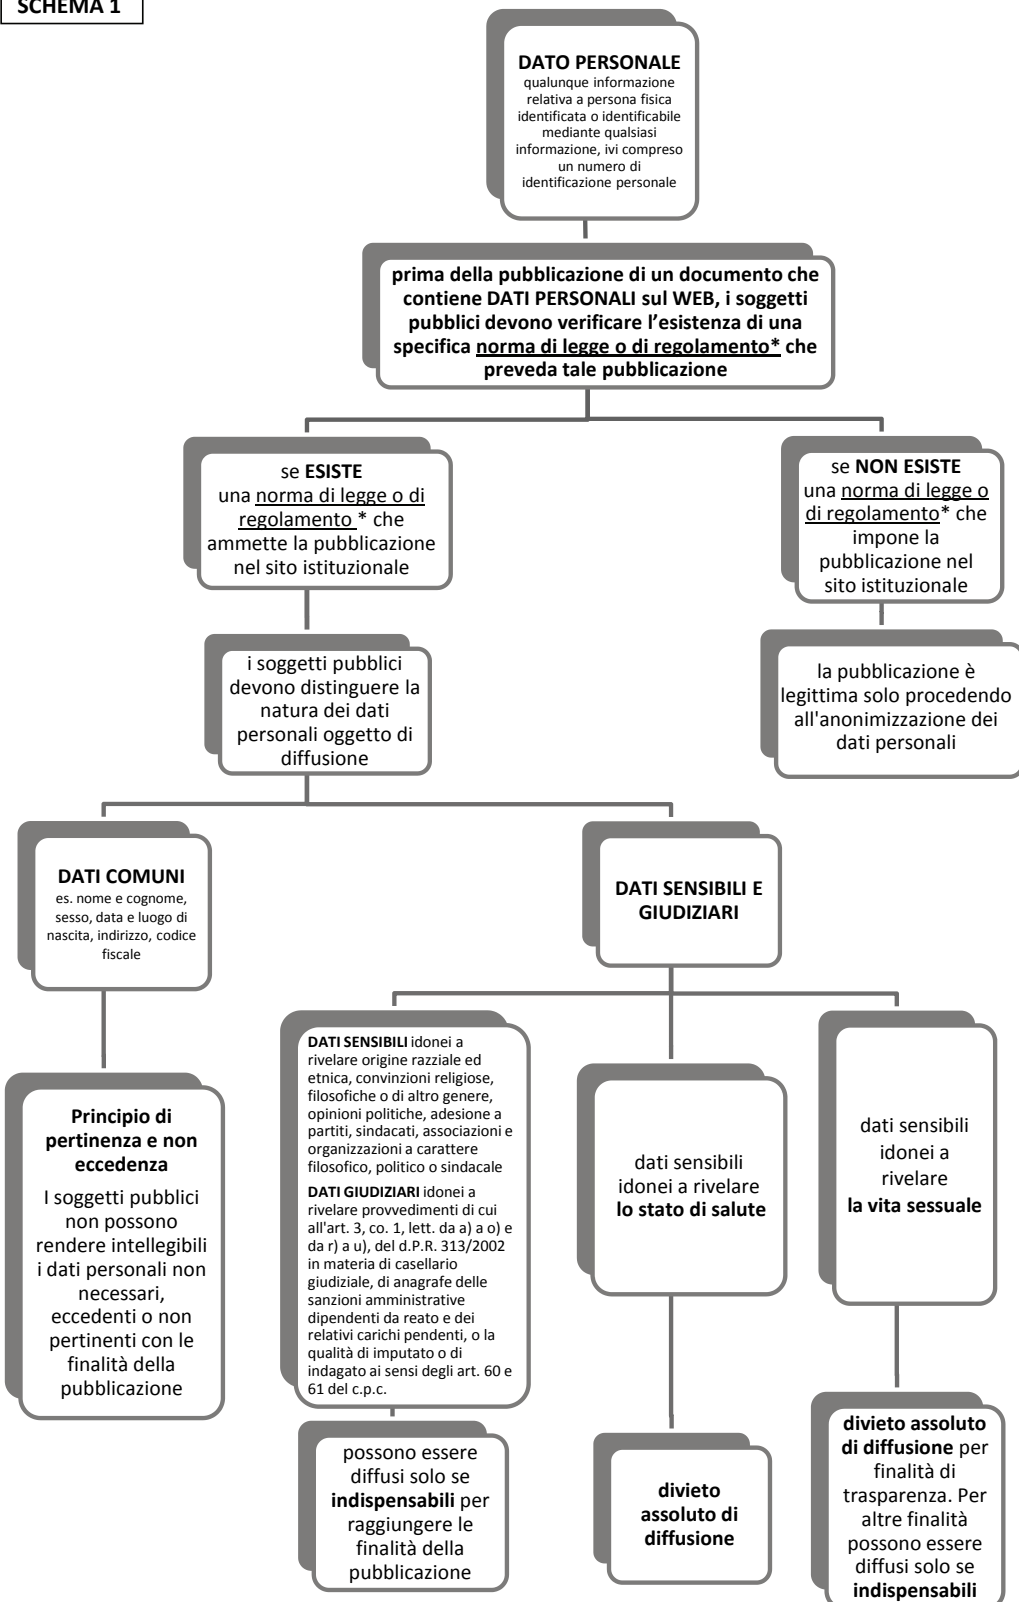 SCHEMA 1
DATO PERSONALE
qualunque informazione
relativa a persona fisica
identificata o identificabile
mediante qualsiasi
informazione, ivi compreso
un numero di
identificazione personale
prima della pubblicazione di un documento che
contiene DATI PERSONALI sul WEB, i soggetti
pubblici devono verificare l’esistenza di una
specifica norma di legge o di regolamento* che
preveda tale pubblicazione
se ESISTE
una norma di legge o di
regolamento * che
ammette la pubblicazione
nel sito istituzionale
se NON ESISTE
una norma di legge o
di regolamento* che
impone la
pubblicazione nel
sito istituzionale
i soggetti pubblici
devono distinguere la
natura dei dati
personali oggetto di
diffusione
la pubblicazione è
legittima solo procedendo
all'anonimizzazione dei
dati personali
DATI COMUNI
es. nome e cognome,
sesso, data e luogo di
nascita, indirizzo, codice
fiscale
DATI SENSIBILI E
GIUDIZIARI
Principio di
pertinenza e non
eccedenza
I soggetti pubblici
non possono
rendere intellegibili
i dati personali non
necessari,
eccedenti o non
pertinenti con le
finalità della
pubblicazione
DATI SENSIBILI idonei a
rivelare origine razziale ed
etnica, convinzioni religiose,
filosofiche o di altro genere,
opinioni politiche, adesione a
partiti, sindacati, associazioni e
organizzazioni a carattere
filosofico, politico o sindacale
DATI GIUDIZIARI idonei a
rivelare provvedimenti di cui
all'art. 3, co. 1, lett. da a) a o) e
da r) a u), del d.P.R. 313/2002
in materia di casellario
giudiziale, di anagrafe delle
sanzioni amministrative
dipendenti da reato e dei
relativi carichi pendenti, o la
qualità di imputato o di
indagato ai sensi degli art. 60 e
61 del c.p.c.
possono essere
diffusi solo se
indispensabili per
raggiungere le
finalità della
pubblicazione
dati sensibili
idonei a rivelare
lo stato di salute
divieto
assoluto di
diffusione
dati sensibili
idonei a
rivelare
la vita sessuale
divieto assoluto
di diffusione per
finalità di
trasparenza. Per
altre finalità
possono essere
diffusi solo se
indispensabili